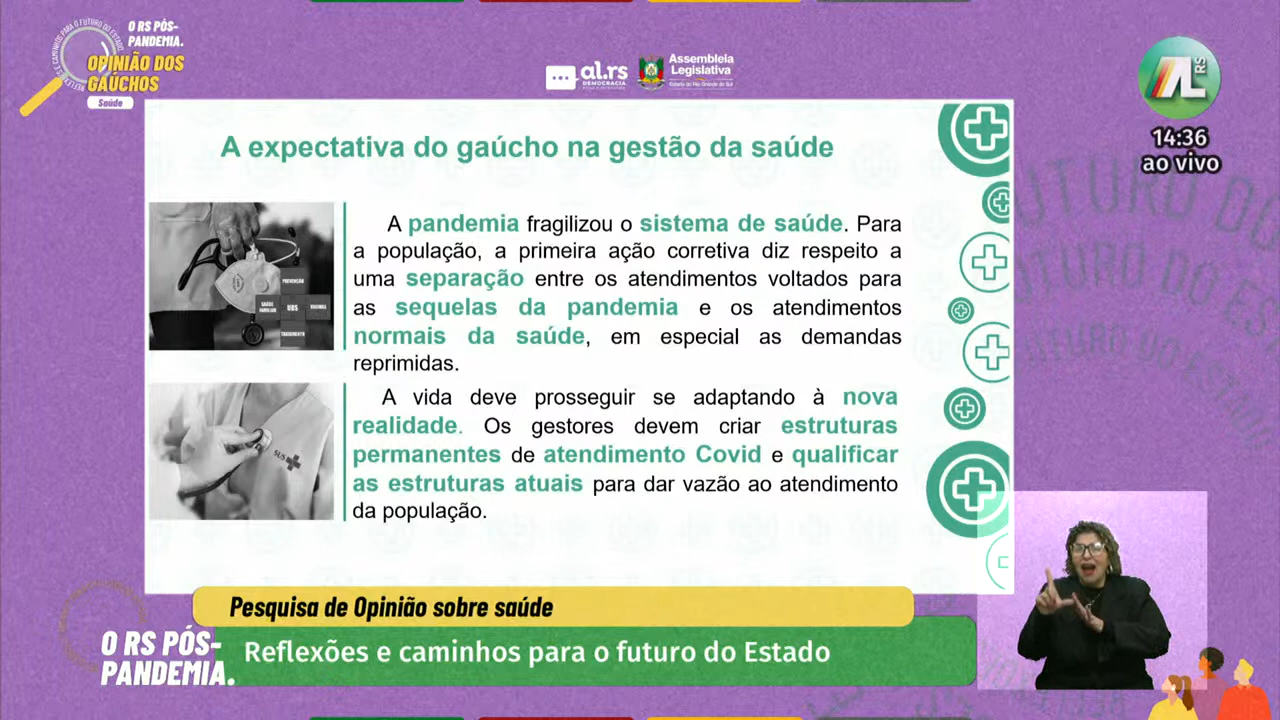 O RS PÓS-
PANDEMIA.
OPINIÃO DOS
GAÚCHOS
Saúde
al.rs
DEMOCRACIA
Assembleia
Legislativa
Estado do Rio Grande do Sul
AL RS
14:36
ao vivo
A expectativa do gaúcho na gestão da saúde
A pandemia fragilizou o sistema de saúde. Para
a população, a primeira ação corretiva diz respeito a
uma separação entre os atendimentos voltados para
as sequelas da pandemia e os atendimentos
normais da saúde, em especial as demandas
reprimidas.
PREVENÇÃO
SAÚDE
FAMILIAR
UBS
VACINAS
TRATAMENTO
A vida deve prosseguir se adaptando à nova
realidade. Os gestores devem criar estruturas
permanentes de atendimento Covid e qualificar
as estruturas atuais para dar vazão ao atendimento
da população.
SUS
Pesquisa de Opinião sobre saúde
O RS PÓS-
PANDEMIA.
Reflexões e caminhos para o futuro do Estado